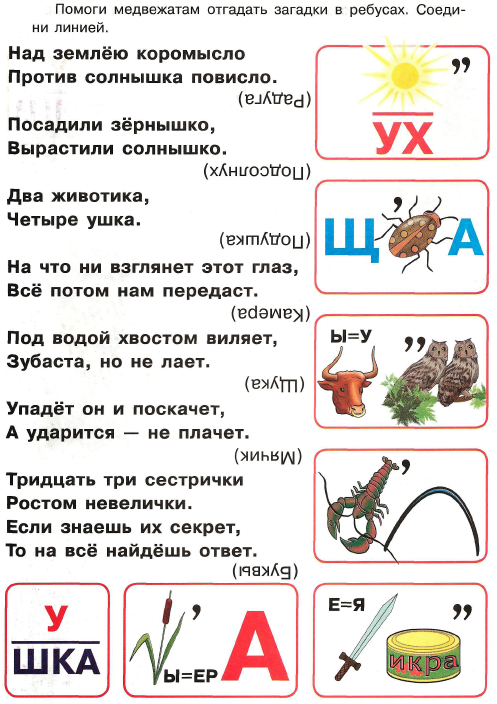 Помоги медвежатам отгадать загадки в ребусах. Соеди-
ни линией.
Над землёю коромысло
Против солнышка повисло.
(Радуга)
Посадили зёрнышко,
Вырастили солнышко.
(Подсолнух)
Два животика,
Четыре ушка.
(Подушка)
На что ни взглянет этот глаз,
Всё потом нам передаст.
(Камера)
Под водой хвостом виляет,
Зубаста, но не лает.
(Щука)
Упадёт он и поскачет,
А ударится — не плачет.
(Мячик)
Тридцать три сестрички
Ростом невелички.
Если знаешь их секрет,
То на всё найдёшь ответ.
(Буквы)
,,
УХ
Щ , А
Ы=У ,,
,
У
ШКА
, Ы=ЕР А
Е=Я ,,
икра